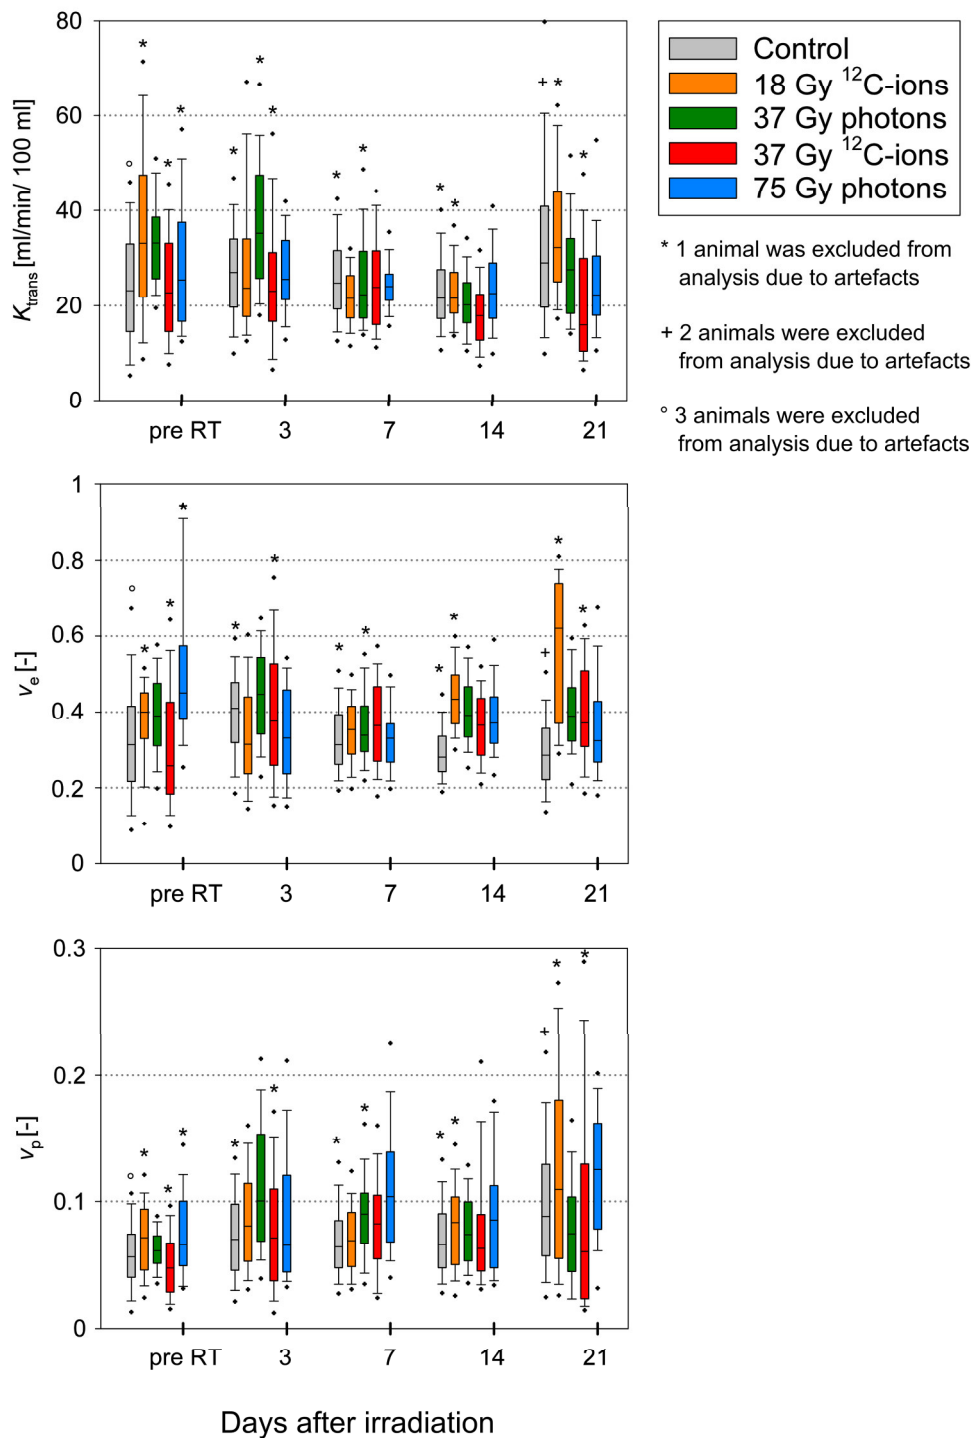 80
60
40
20
0
K_trans [ml/min/ 100 ml]
pre RT 3 7 14 21
Control
18 Gy ¹²C-ions
37 Gy photons
37 Gy ¹²C-ions
75 Gy photons
* 1 animal was excluded from
analysis due to artefacts
+ 2 animals were excluded
from analysis due to artefacts
° 3 animals were excluded
from analysis due to artefacts
1
0.8
0.6
0.4
0.2
0
v_e [-]
pre RT 3 7 14 21
0.3
0.2
0.1
0
v_p [-]
pre RT 3 7 14 21
Days after irradiation